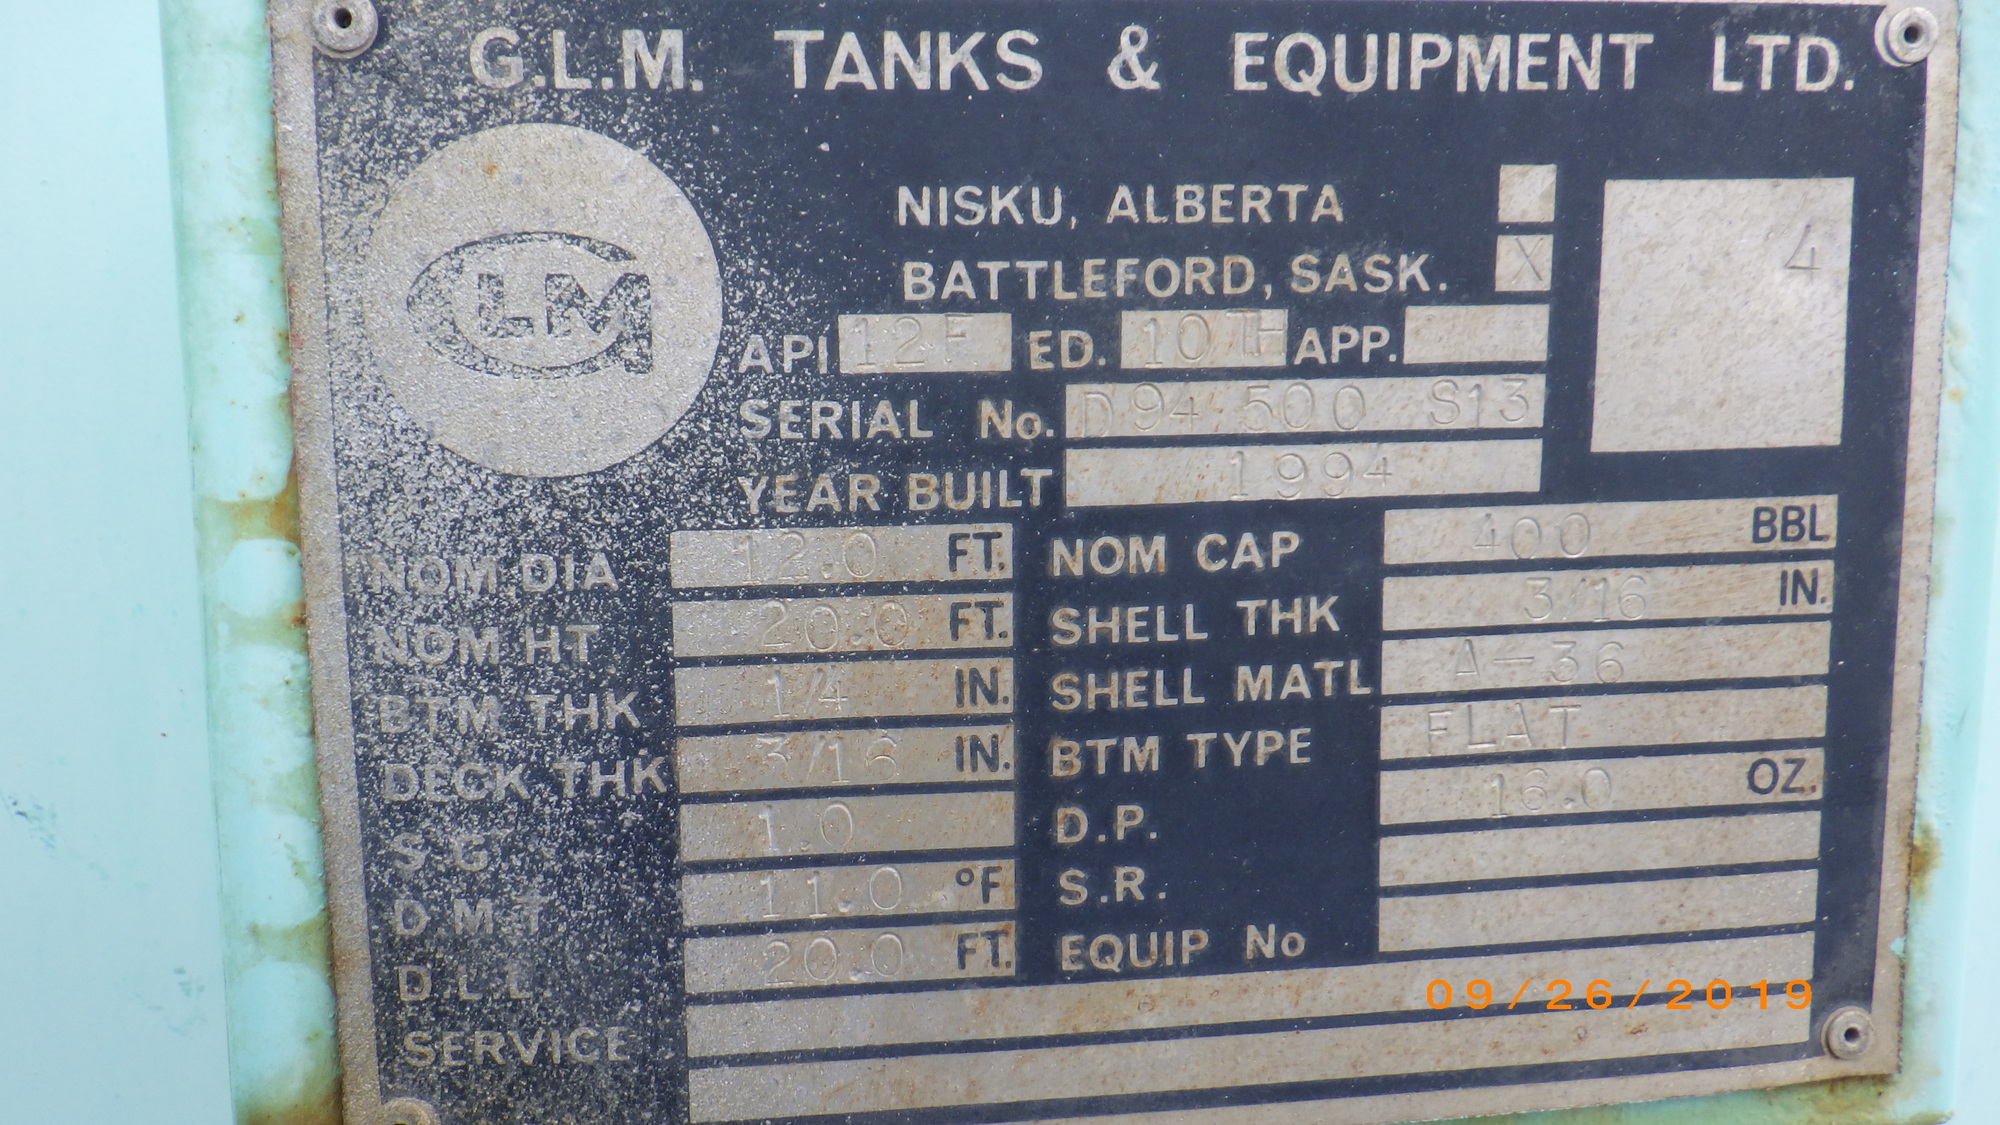 G.L.M. TANKS & EQUIPMENT LTD.
GLM
NISKU, ALBERTA
BATTLEFORD, SASK. X
4
API 12F ED. 10TH APP.
SERIAL No. D94 500 S13
YEAR BUILT 1994
NOM DIA 12.0 FT. NOM CAP 400 BBL
NOM HT 20.0 FT. SHELL THK 3/16 IN.
BTM THK 1/4 IN. SHELL MATL A-36
DECK THK 3/16 IN. BTM TYPE FLAT
S.G. 1.0 D.P. 16.0 OZ.
D.M.T. 11.0 °F S.R.
D.L.L. 20.0 FT. EQUIP No
SERVICE
09/26/2019